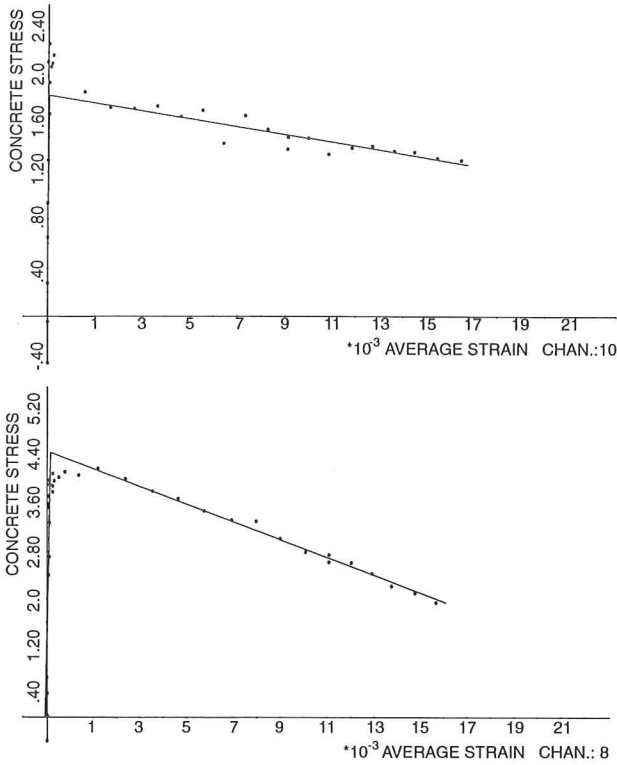 CONCRETE STRESS
2.40
2.0
1.60
1.20
.80
.40
-.40
1 3 5 7 9 11 13 15 17 19 21
*10-3 AVERAGE STRAIN CHAN.:10
CONCRETE STRESS
5.20
4.40
3.60
2.80
2.0
1.20
.40
1 3 5 7 9 11 13 15 17 19 21
*10-3 AVERAGE STRAIN CHAN.: 8